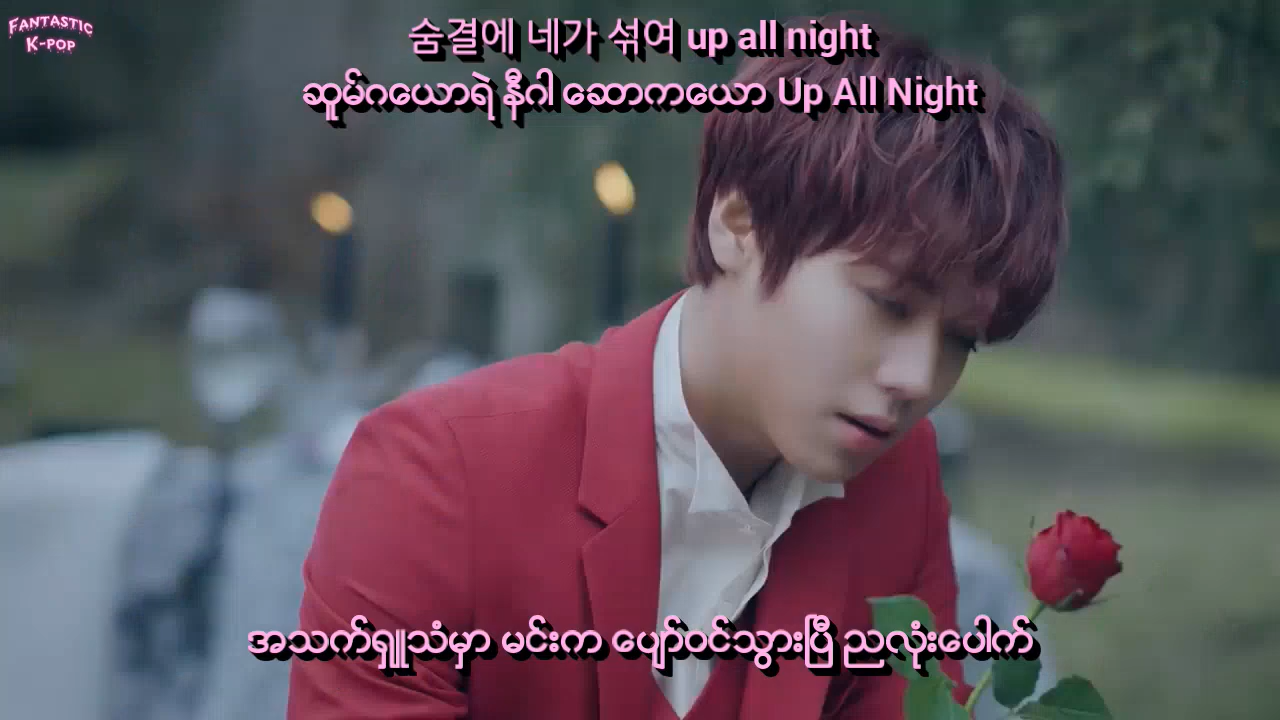 FANTASTIC
K-POP
숨결에 네가 섞여 up all night
ဆူမ်ဂယောရဲ နီဂါ ဆောကယော Up All Night
အသက်ရှူသံမှာ မင်းက ပျော်ဝင်သွားပြီ ညလုံးပေါက်